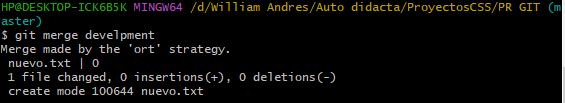 HP@DESKTOP-ICK6B5K MINGW64 /d/William Andres/Auto didacta/ProyectosCSS/PR GIT (m
aster)
$ git merge develpment
Merge made by the 'ort' strategy.
 nuevo.txt | 0
 1 file changed, 0 insertions(+), 0 deletions(-)
 create mode 100644 nuevo.txt